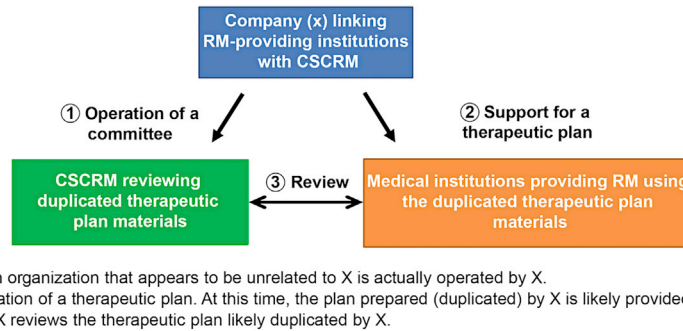 Company (x) linking
RM-providing institutions
with CSCRM
① Operation of a
committee
② Support for a
therapeutic plan
CSCRM reviewing
duplicated therapeutic
plan materials
③ Review
Medical institutions providing RM using
the duplicated therapeutic plan
materials
organization that appears to be unrelated to X is actually operated by X.
of a therapeutic plan. At this time, the plan prepared (duplicated) by X is likely
X reviews the therapeutic plan likely duplicated by X.